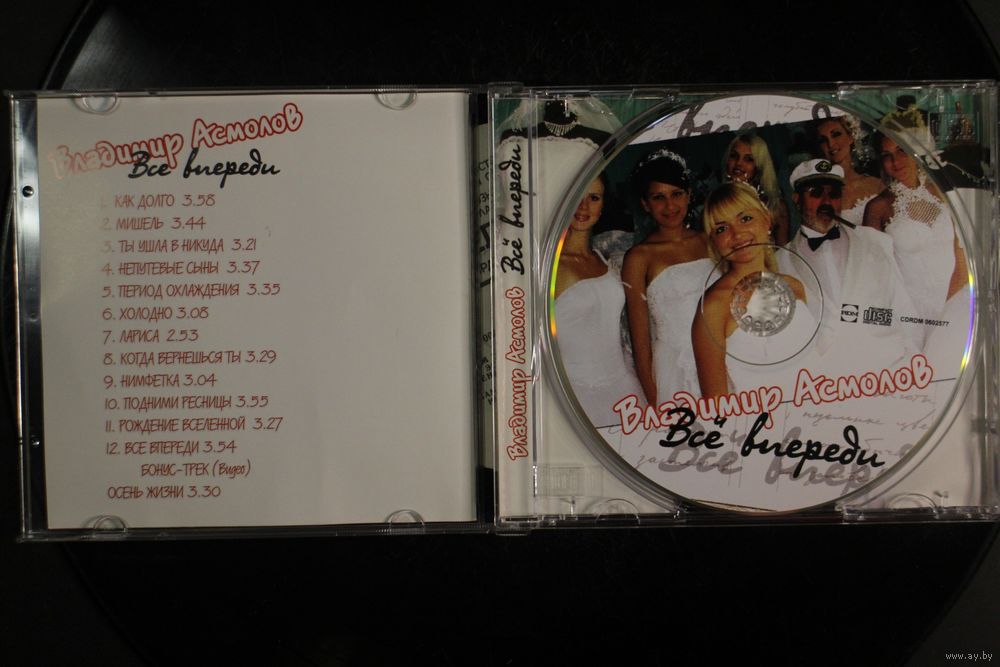 Владимир Асмолов
Всё впереди
1. КАК ДОЛГО 3.58
2. МИШЕЛЬ 3.44
3. ТЫ УШЛА В НИКУДА 3.21
4. НЕПУТЕВЫЕ СЫНЫ 3.37
5. ПЕРИОД ОХЛАЖДЕНИЯ 3.35
6. ХОЛОДНО 3.08
7. ЛАРИСА 2.53
8. КОГДА ВЕРНЕШЬСЯ ТЫ 3.29
9. НИМФЕТКА 3.04
10. ПОДНИМИ РЕСНИЦЫ 3.55
11. РОЖДЕНИЕ ВСЕЛЕННОЙ 3.27
12. ВСЕ ВПЕРЕДИ 3.54
БОНУС-ТРЕК (Видео)
ОСЕНЬ ЖИЗНИ 3.30
Владимир Асмолов Всё впереди
RDM disc CDRDM 0602577
Владимир Асмолов
Всё впереди
Все впер
www.ay.by